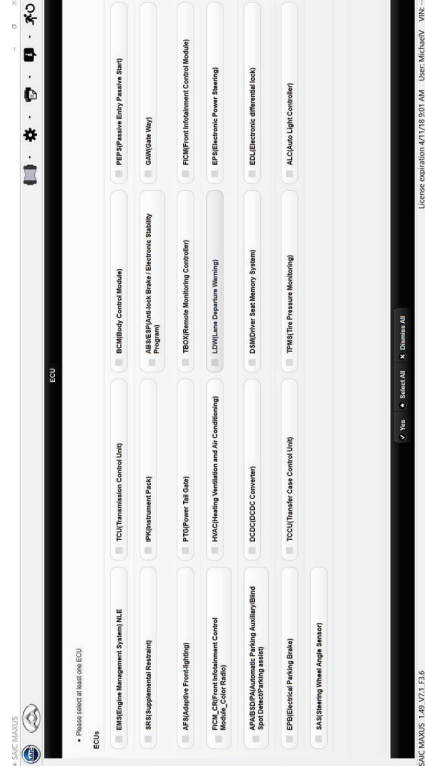 SAIC MAXUS
ECU
• Please select at least one ECU
ECUs
EMS(Engine Management System) NLE
TCU(Transmission Control Unit)
BCM(Body Control Module)
PEPS(Passive Entry Passive Start)
SRS(Supplemental Restraint)
IPK(Instrument Pack)
ABS/ESP(Anti-lock Brake / Electronic Stability
Program)
GAW(Gate Way)
AFS(Adaptive Front-lighting)
PTG(Power Tail Gate)
TBOX(Remote Monitoring Controller)
FICM(Front Infotainment Control Module)
FICM_CR(Front Infotainment Control
Module_Color Radio)
HVAC(Heating Ventilation and Air Conditioning)
LDW(Lane Departure Warning)
EPS(Electronic Power Steering)
APA/BSD/PA(Automatic Parking Auxiliary/Blind
Spot Detect/Parking assist)
DCDC(DCDC Converter)
DSM(Driver Seat Memory System)
EDL(Electronic differential lock)
EPB(Electrical Parking Brake)
TCCU(Transfer Case Control Unit)
TPMS(Tire Pressure Monitoring)
ALC(Auto Light Controller)
SAS(Steering Wheel Angle Sensor)
✓ Yes ● Select All × Dismiss All
SAIC MAXUS 1.49 V7.1 F3.6
License expiration 4/11/18 9:01 AM User: MichaelV VIN: --